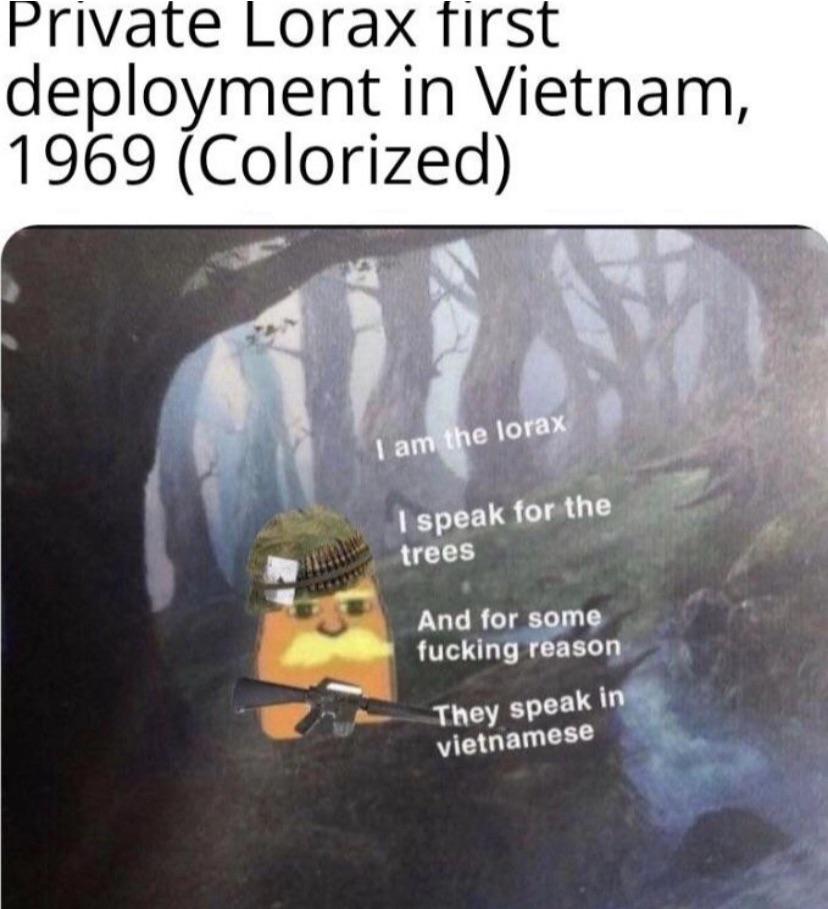 Private Lorax first
deployment in Vietnam,
1969 (Colorized)
I am the lorax
I speak for the
trees
And for some
fucking reason
They speak in
vietnamese